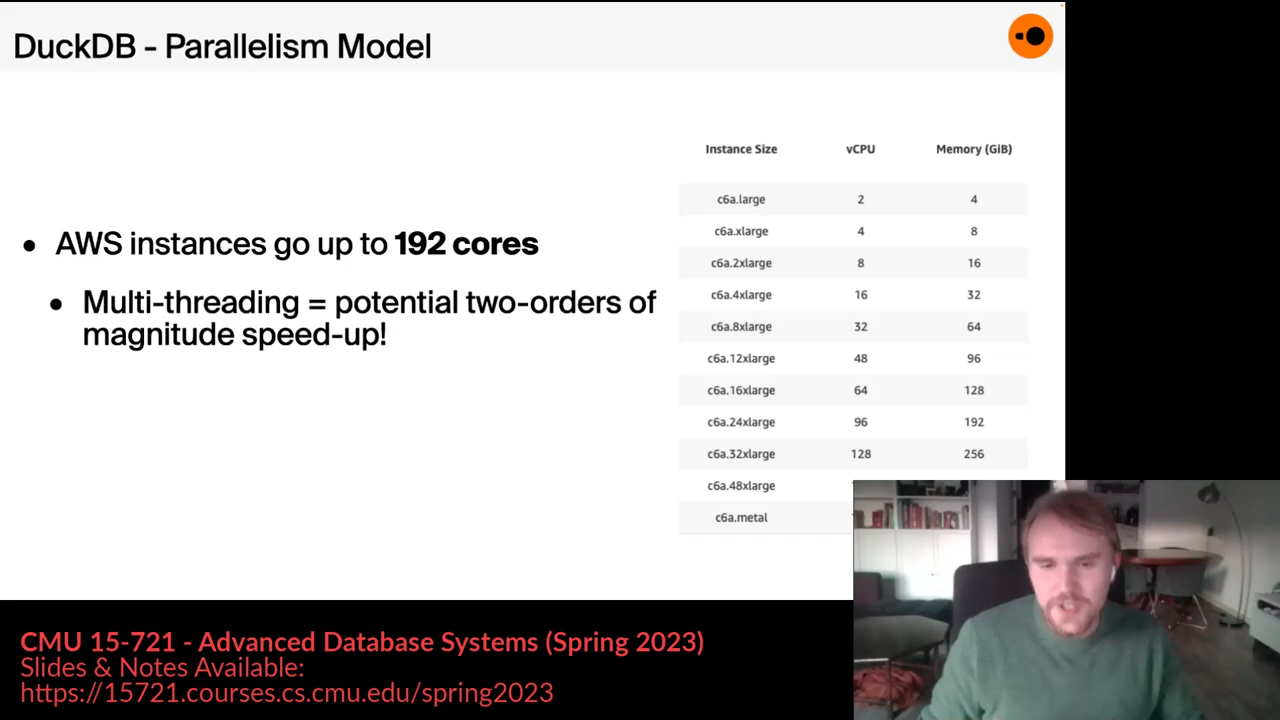 DuckDB - Parallelism Model
• AWS instances go up to 192 cores
• Multi-threading = potential two-orders of
magnitude speed-up!
Instance Size vCPU Memory (GiB)
c6a.large 2 4
c6a.xlarge 4 8
c6a.2xlarge 8 16
c6a.4xlarge 16 32
c6a.8xlarge 32 64
c6a.12xlarge 48 96
c6a.16xlarge 64 128
c6a.24xlarge 96 192
c6a.32xlarge 128 256
c6a.48xlarge
c6a.metal
CMU 15-721 - Advanced Database Systems (Spring 2023)
Slides & Notes Available:
https://15721.courses.cs.cmu.edu/spring2023